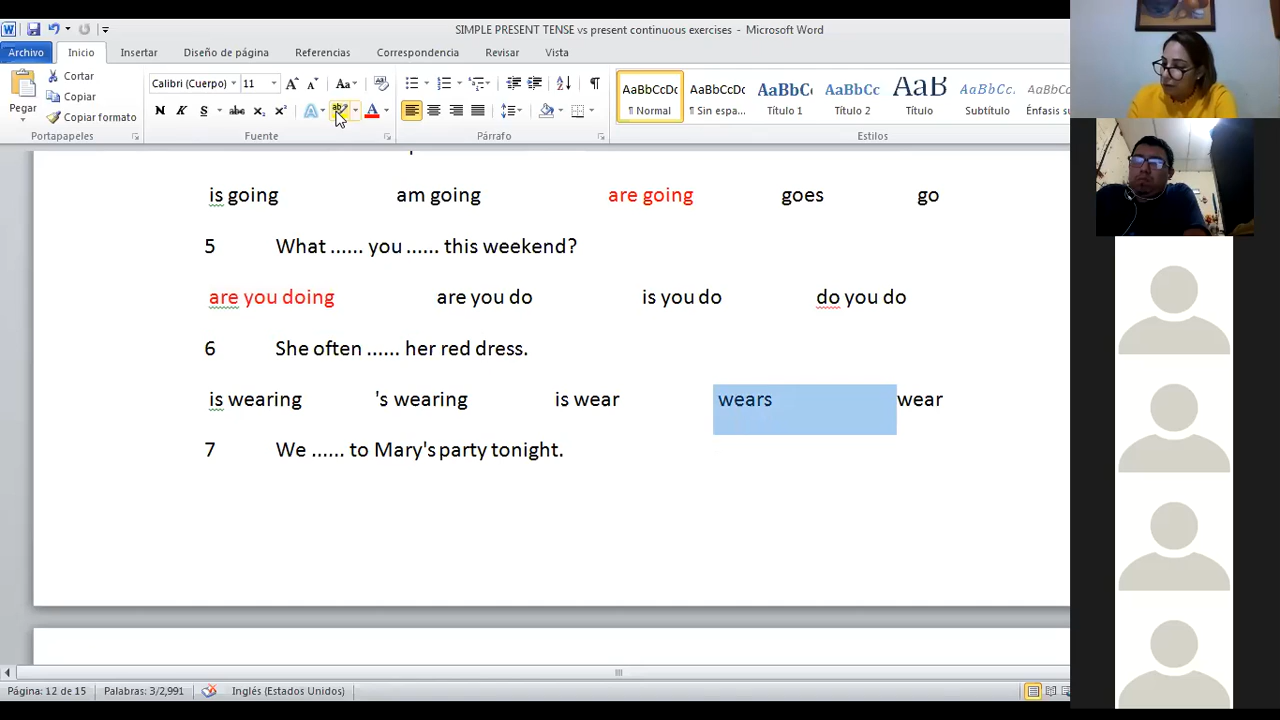 SIMPLE PRESENT TENSE vs present continuous exercises - Microsoft Word
Archivo Inicio Insertar Diseño de página Referencias Correspondencia Revisar Vista
Pegar
Cortar
Copiar
Copiar formato
Portapapeles
Calibri (Cuerpo) 11
N K S abc x₂ x²
Fuente
Párrafo
AaBbCcDc AaBbCcDc AaBbC AaBbCc AaB AaBbCc. AaBbCc
¶ Normal ¶ Sin espa... Título 1 Título 2 Título Subtítulo Énfasis su
Estilos
is going am going are going goes go
5 What ...... you ...... this weekend?
are you doing are you do is you do do you do
6 She often ...... her red dress.
is wearing 's wearing is wear wears wear
7 We ...... to Mary's party tonight.
Página: 12 de 15 Palabras: 3/2,991 Inglés (Estados Unidos)